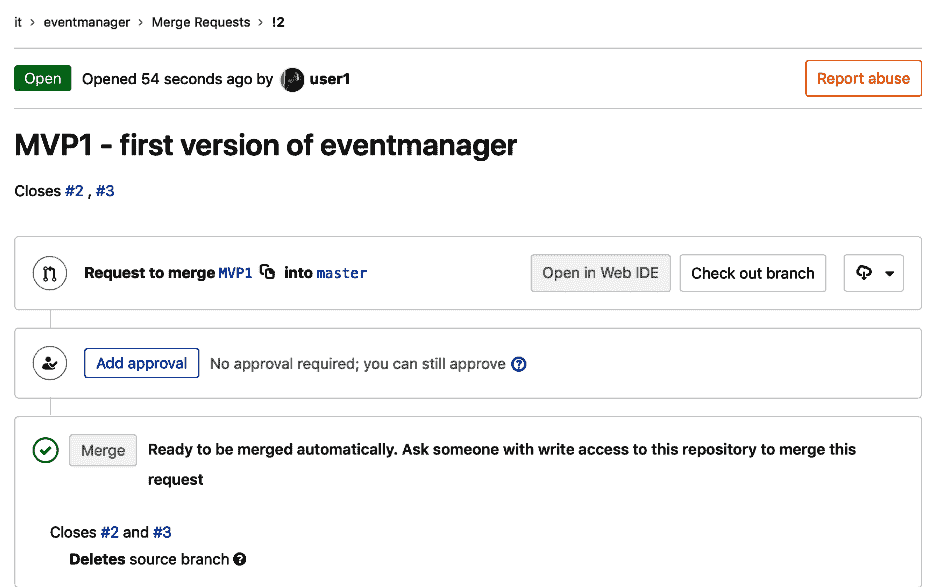 it > eventmanager > Merge Requests > !2
Open Opened 54 seconds ago by user1 Report abuse
MVP1 - first version of eventmanager
Closes #2 , #3
Request to merge MVP1 into master Open in Web IDE Check out branch
Add approval No approval required; you can still approve ?
Merge Ready to be merged automatically. Ask someone with write access to this repository to merge this
request
Closes #2 and #3
Deletes source branch ?